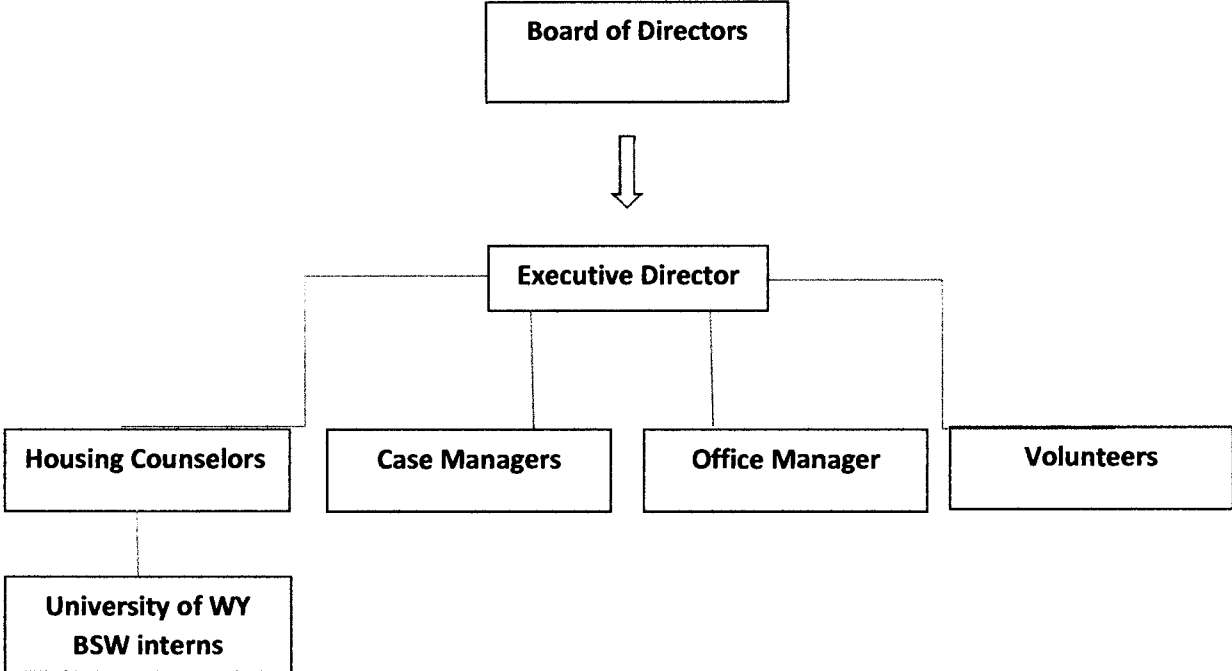 Board of Directors
Executive Director
Housing Counselors
Case Managers
Office Manager
Volunteers
University of WY
BSW interns